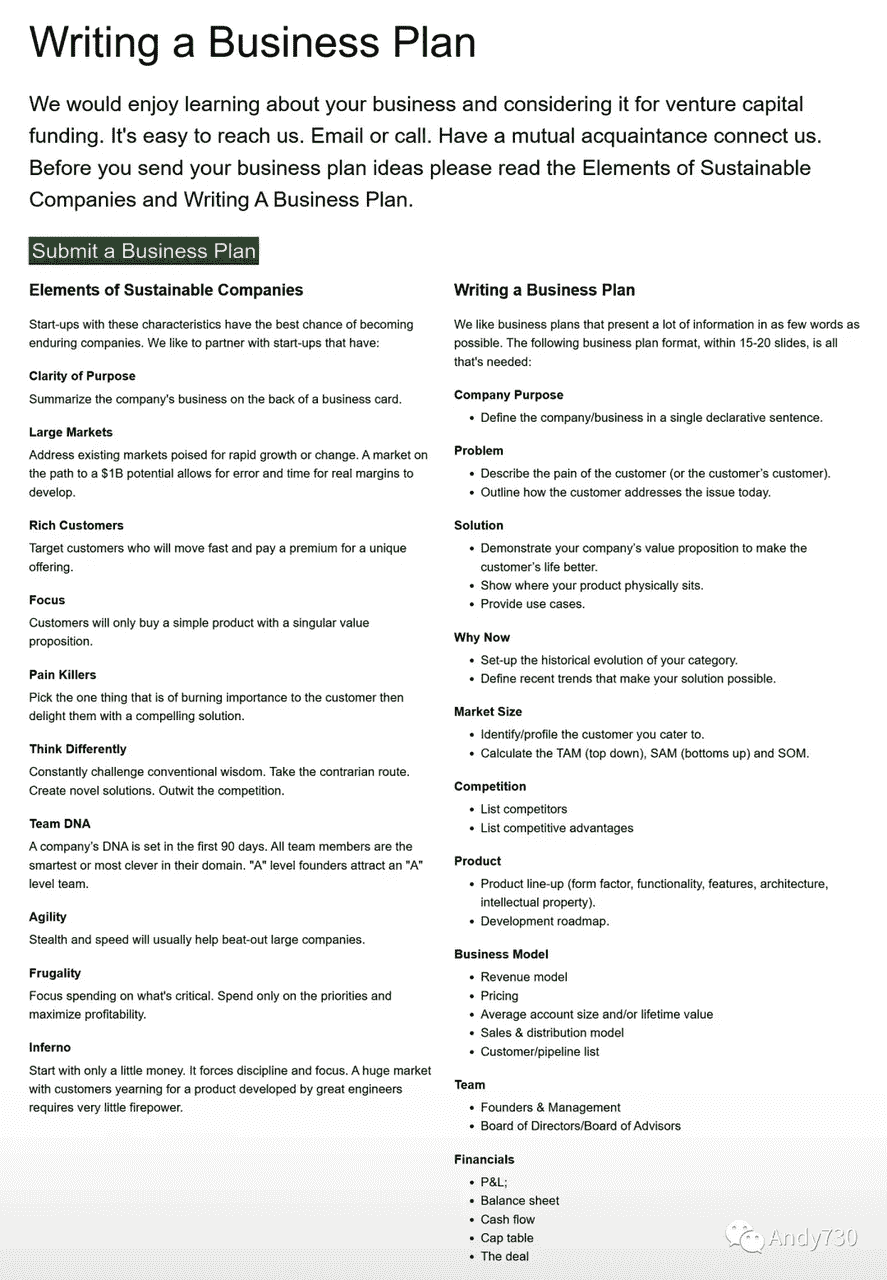 Writing a Business Plan
We would enjoy learning about your business and considering it for venture capital
funding. It's easy to reach us. Email or call. Have a mutual acquaintance connect us.
Before you send your business plan ideas please read the Elements of Sustainable
Companies and Writing A Business Plan.
Submit a Business Plan
Elements of Sustainable Companies
Start-ups with these characteristics have the best chance of becoming
enduring companies. We like to partner with start-ups that have:
Clarity of Purpose
Summarize the company's business on the back of a business card.
Large Markets
Address existing markets poised for rapid growth or change. A market on
the path to a $1B potential allows for error and time for real margins to
develop.
Rich Customers
Target customers who will move fast and pay a premium for a unique
offering.
Focus
Customers will only buy a simple product with a singular value
proposition.
Pain Killers
Pick the one thing that is of burning importance to the customer then
delight them with a compelling solution.
Think Differently
Constantly challenge conventional wisdom. Take the contrarian route.
Create novel solutions. Outwit the competition.
Team DNA
A company's DNA is set in the first 90 days. All team members are the
smartest or most clever in their domain. "A" level founders attract an "A"
level team.
Agility
Stealth and speed will usually help beat-out large companies.
Frugality
Focus spending on what's critical. Spend only on the priorities and
maximize profitability.
Inferno
Start with only a little money. It forces discipline and focus. A huge market
with customers yearning for a product developed by great engineers
requires very little firepower.
Writing a Business Plan
We like business plans that present a lot of information in as few words as
possible. The following business plan format, within 15-20 slides, is all
that's needed:
Company Purpose
• Define the company/business in a single declarative sentence.
Problem
• Describe the pain of the customer (or the customer's customer).
• Outline how the customer addresses the issue today.
Solution
• Demonstrate your company's value proposition to make the
customer's life better.
• Show where your product physically sits.
• Provide use cases.
Why Now
• Set-up the historical evolution of your category.
• Define recent trends that make your solution possible.
Market Size
• Identify/profile the customer you cater to.
• Calculate the TAM (top down), SAM (bottoms up) and SOM.
Competition
• List competitors
• List competitive advantages
Product
• Product line-up (form factor, functionality, features, architecture,
intellectual property).
• Development roadmap.
Business Model
• Revenue model
• Pricing
• Average account size and/or lifetime value
• Sales & distribution model
• Customer/pipeline list
Team
• Founders & Management
• Board of Directors/Board of Advisors
Financials
• P&L;
• Balance sheet
• Cash flow
• Cap table
• The deal
Andy730